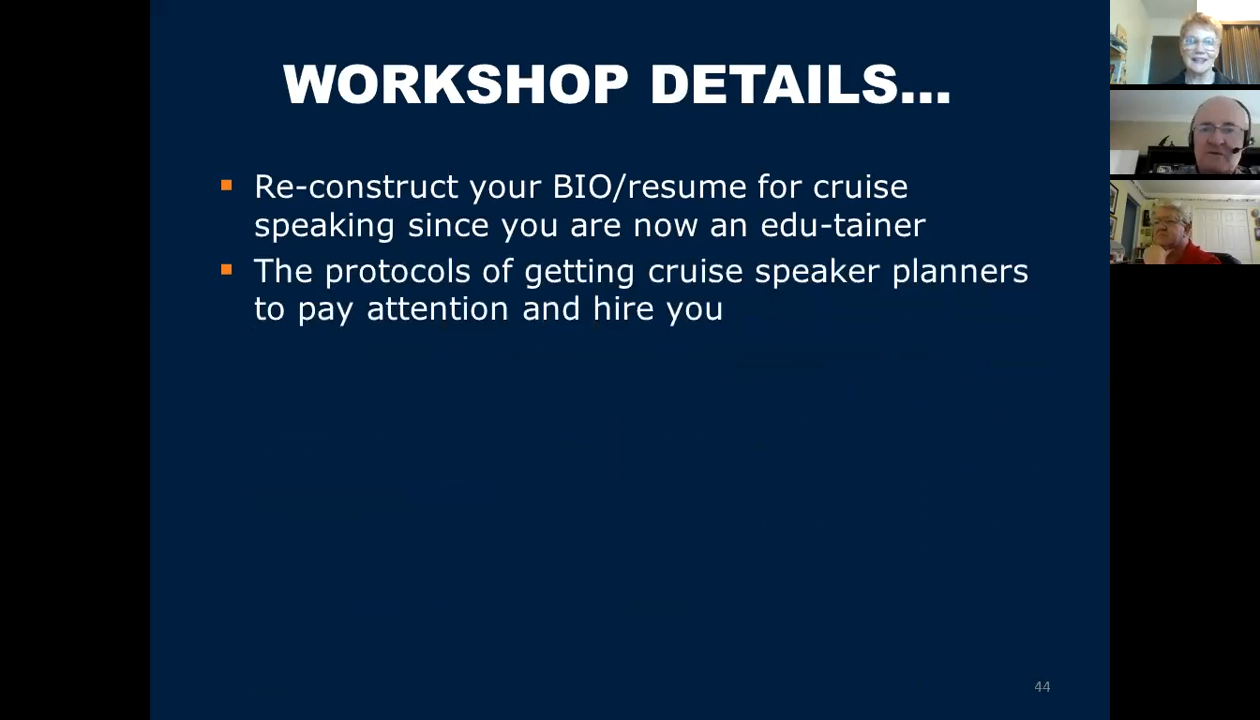 WORKSHOP DETAILS...
Re-construct your BIO/resume for cruise
speaking since you are now an edu-tainer
The protocols of getting cruise speaker planners
to pay attention and hire you
44